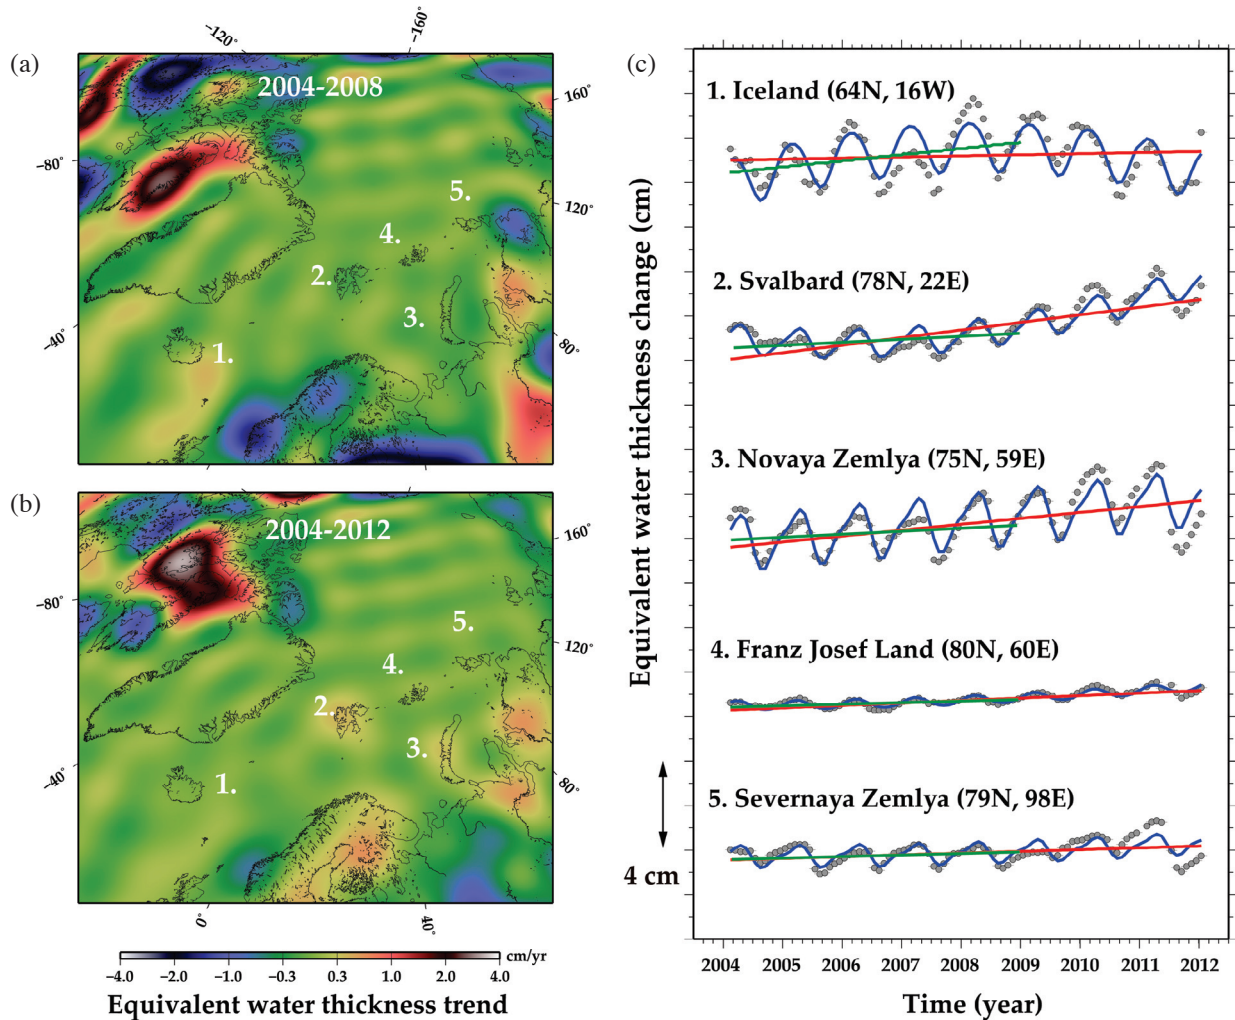 (a)
−120°
−160°
2004-2008
160°
−80°
5.
120°
4.
2.
3.
−40°
1.
80°
(b)
2004-2012
160°
−80°
5.
120°
4.
2.
3.
−40°
1.
80°
0°
40°
cm/yr
−4.0 −2.0 −1.0 −0.3 0.3 1.0 2.0 4.0
Equivalent water thickness trend
(c)
Equivalent water thickness change (cm)
1. Iceland (64N, 16W)
2. Svalbard (78N, 22E)
3. Novaya Zemlya (75N, 59E)
4. Franz Josef Land (80N, 60E)
5. Severnaya Zemlya (79N, 98E)
4 cm
2004 2005 2006 2007 2008 2009 2010 2011 2012
Time (year)